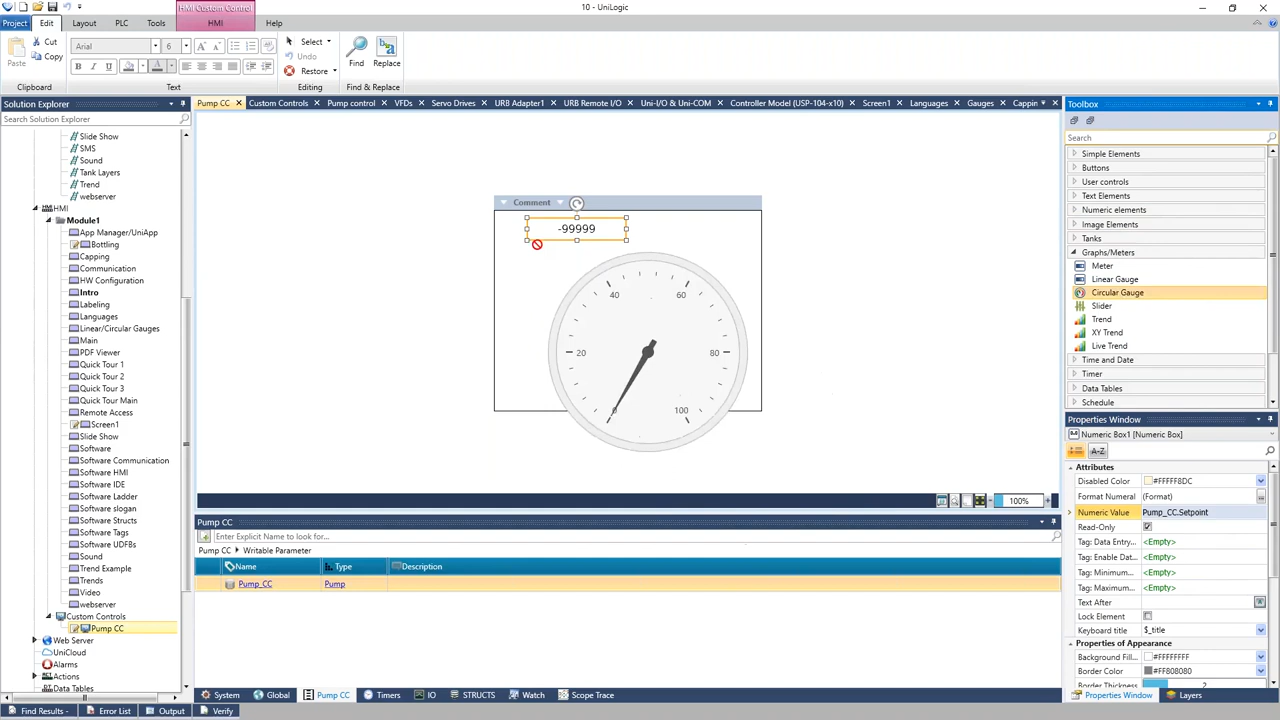 HMI Custom Control
10 - UniLogic
Project
Edit
Layout
PLC
Tools
HMI
Help
Paste
Cut
Copy
Clipboard
Arial
6
B
I
U
Text
Select
Undo
Restore
Editing
Find
Replace
Find & Replace
Solution Explorer
Search Solution Explorer
Slide Show
SMS
Sound
Tank Layers
Trend
webserver
HMI
Module1
App Manager/UniApp
Bottling
Capping
Communication
HW Configuration
Intro
Labeling
Languages
Linear/Circular Gauges
Main
PDF Viewer
Quick Tour 1
Quick Tour 2
Quick Tour 3
Quick Tour Main
Remote Access
Screen1
Slide Show
Software
Software Communication
Software HMI
Software IDE
Software Ladder
Software slogan
Software Structs
Software Tags
Software UDFBs
Sound
Trend Example
Trends
Video
webserver
Custom Controls
Pump CC
Web Server
UniCloud
Alarms
Actions
Data Tables
Pump CC
Custom Controls
Pump control
VFDs
Servo Drives
URB Adapter1
URB Remote I/O
Uni-I/O & Uni-COM
Controller Model (USP-104-x10)
Screen1
Languages
Gauges
Cappin
Comment
-99999
40
60
20
80
0
100
100%
Pump CC
Enter Explicit Name to look for...
Pump CC
Writable Parameter
Name
Type
Description
Pump_CC
Pump
System
Global
Pump CC
Timers
IO
STRUCTS
Watch
Scope Trace
Toolbox
Search
Simple Elements
Buttons
User controls
Text Elements
Numeric elements
Image Elements
Tanks
Graphs/Meters
Meter
Linear Gauge
Circular Gauge
Slider
Trend
XY Trend
Live Trend
Time and Date
Timer
Data Tables
Schedule
Properties Window
Numeric Box1 [Numeric Box]
A-Z
Attributes
Disabled Color #FFFFF8DC
Format Numeral (Format)
Numeric Value Pump_CC.Setpoint
Read-Only
Tag: Data Entry... <Empty>
Tag: Enable Dat... <Empty>
Tag: Minimum... <Empty>
Tag: Maximum... <Empty>
Text After
Lock Element
Keyboard title $_title
Properties of Appearance
Background Fill... #FFFFFFFF
Border Color #FF808080
Border Thickness 2
Properties Window
Layers
Find Results -
Error List
Output
Verify